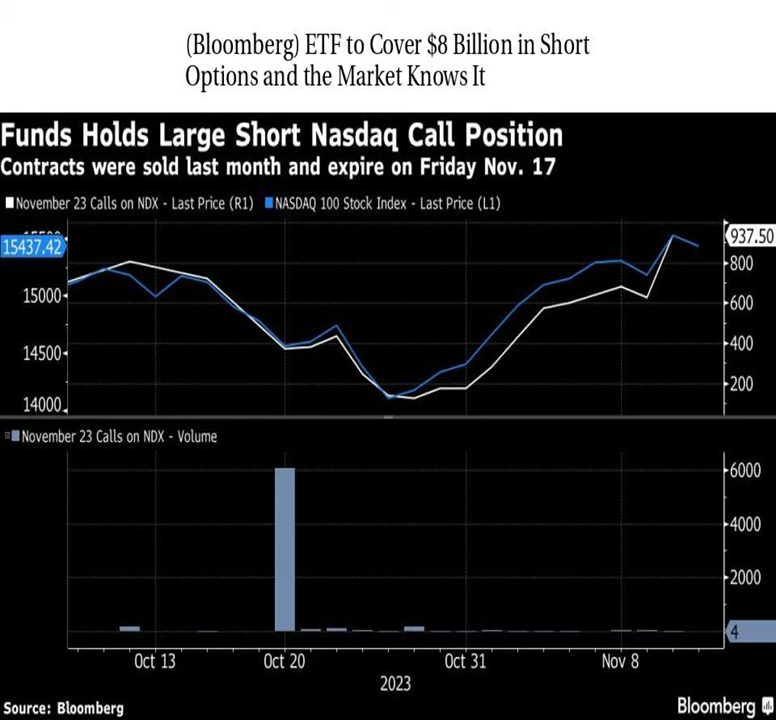 (Bloomberg) ETF to Cover $8 Billion in Short
Options and the Market Knows It
Funds Holds Large Short Nasdaq Call Position
Contracts were sold last month and expire on Friday Nov. 17
November 23 Calls on NDX - Last Price (R1) NASDAQ 100 Stock Index - Last Price (L1)
15500
15437.42
15000
14500
14000
937.50
800
600
400
200
November 23 Calls on NDX - Volume
6000
4000
2000
4
Oct 13 Oct 20 Oct 31 Nov 8
2023
Source: Bloomberg
Bloomberg